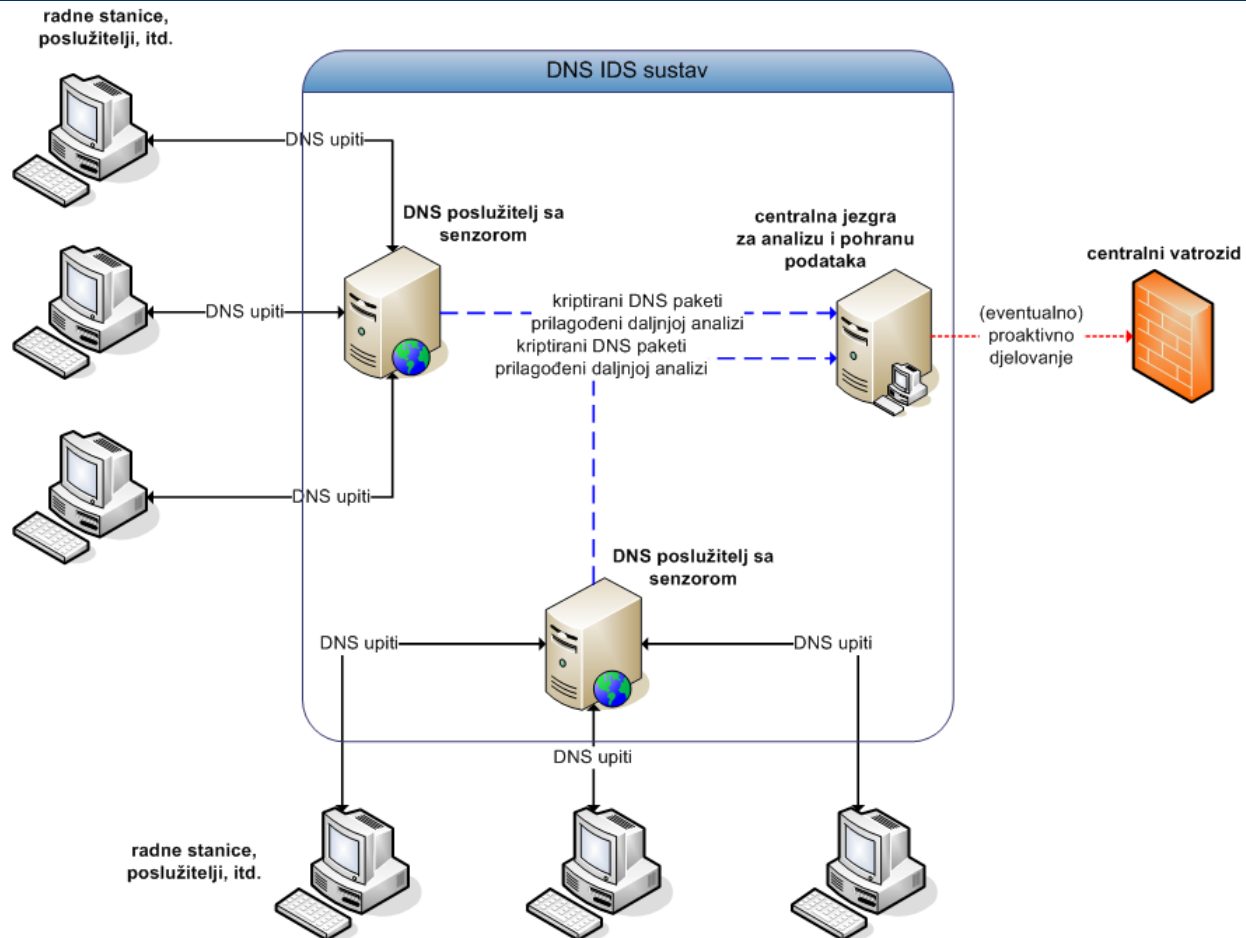 radne stanice,
poslužitelji, itd.
DNS IDS sustav
DNS upiti
DNS poslužitelj sa
senzorom
centralna jezgra
za analizu i pohranu
podataka
centralni vatrozid
DNS upiti
kriptirani DNS paketi
prilagođeni daljnjoj analizi
kriptirani DNS paketi
prilagođeni daljnjoj analizi
(eventualno)
proaktivno
djelovanje
DNS upiti
DNS poslužitelj sa
senzorom
DNS upiti
DNS upiti
DNS upiti
radne stanice,
poslužitelji, itd.